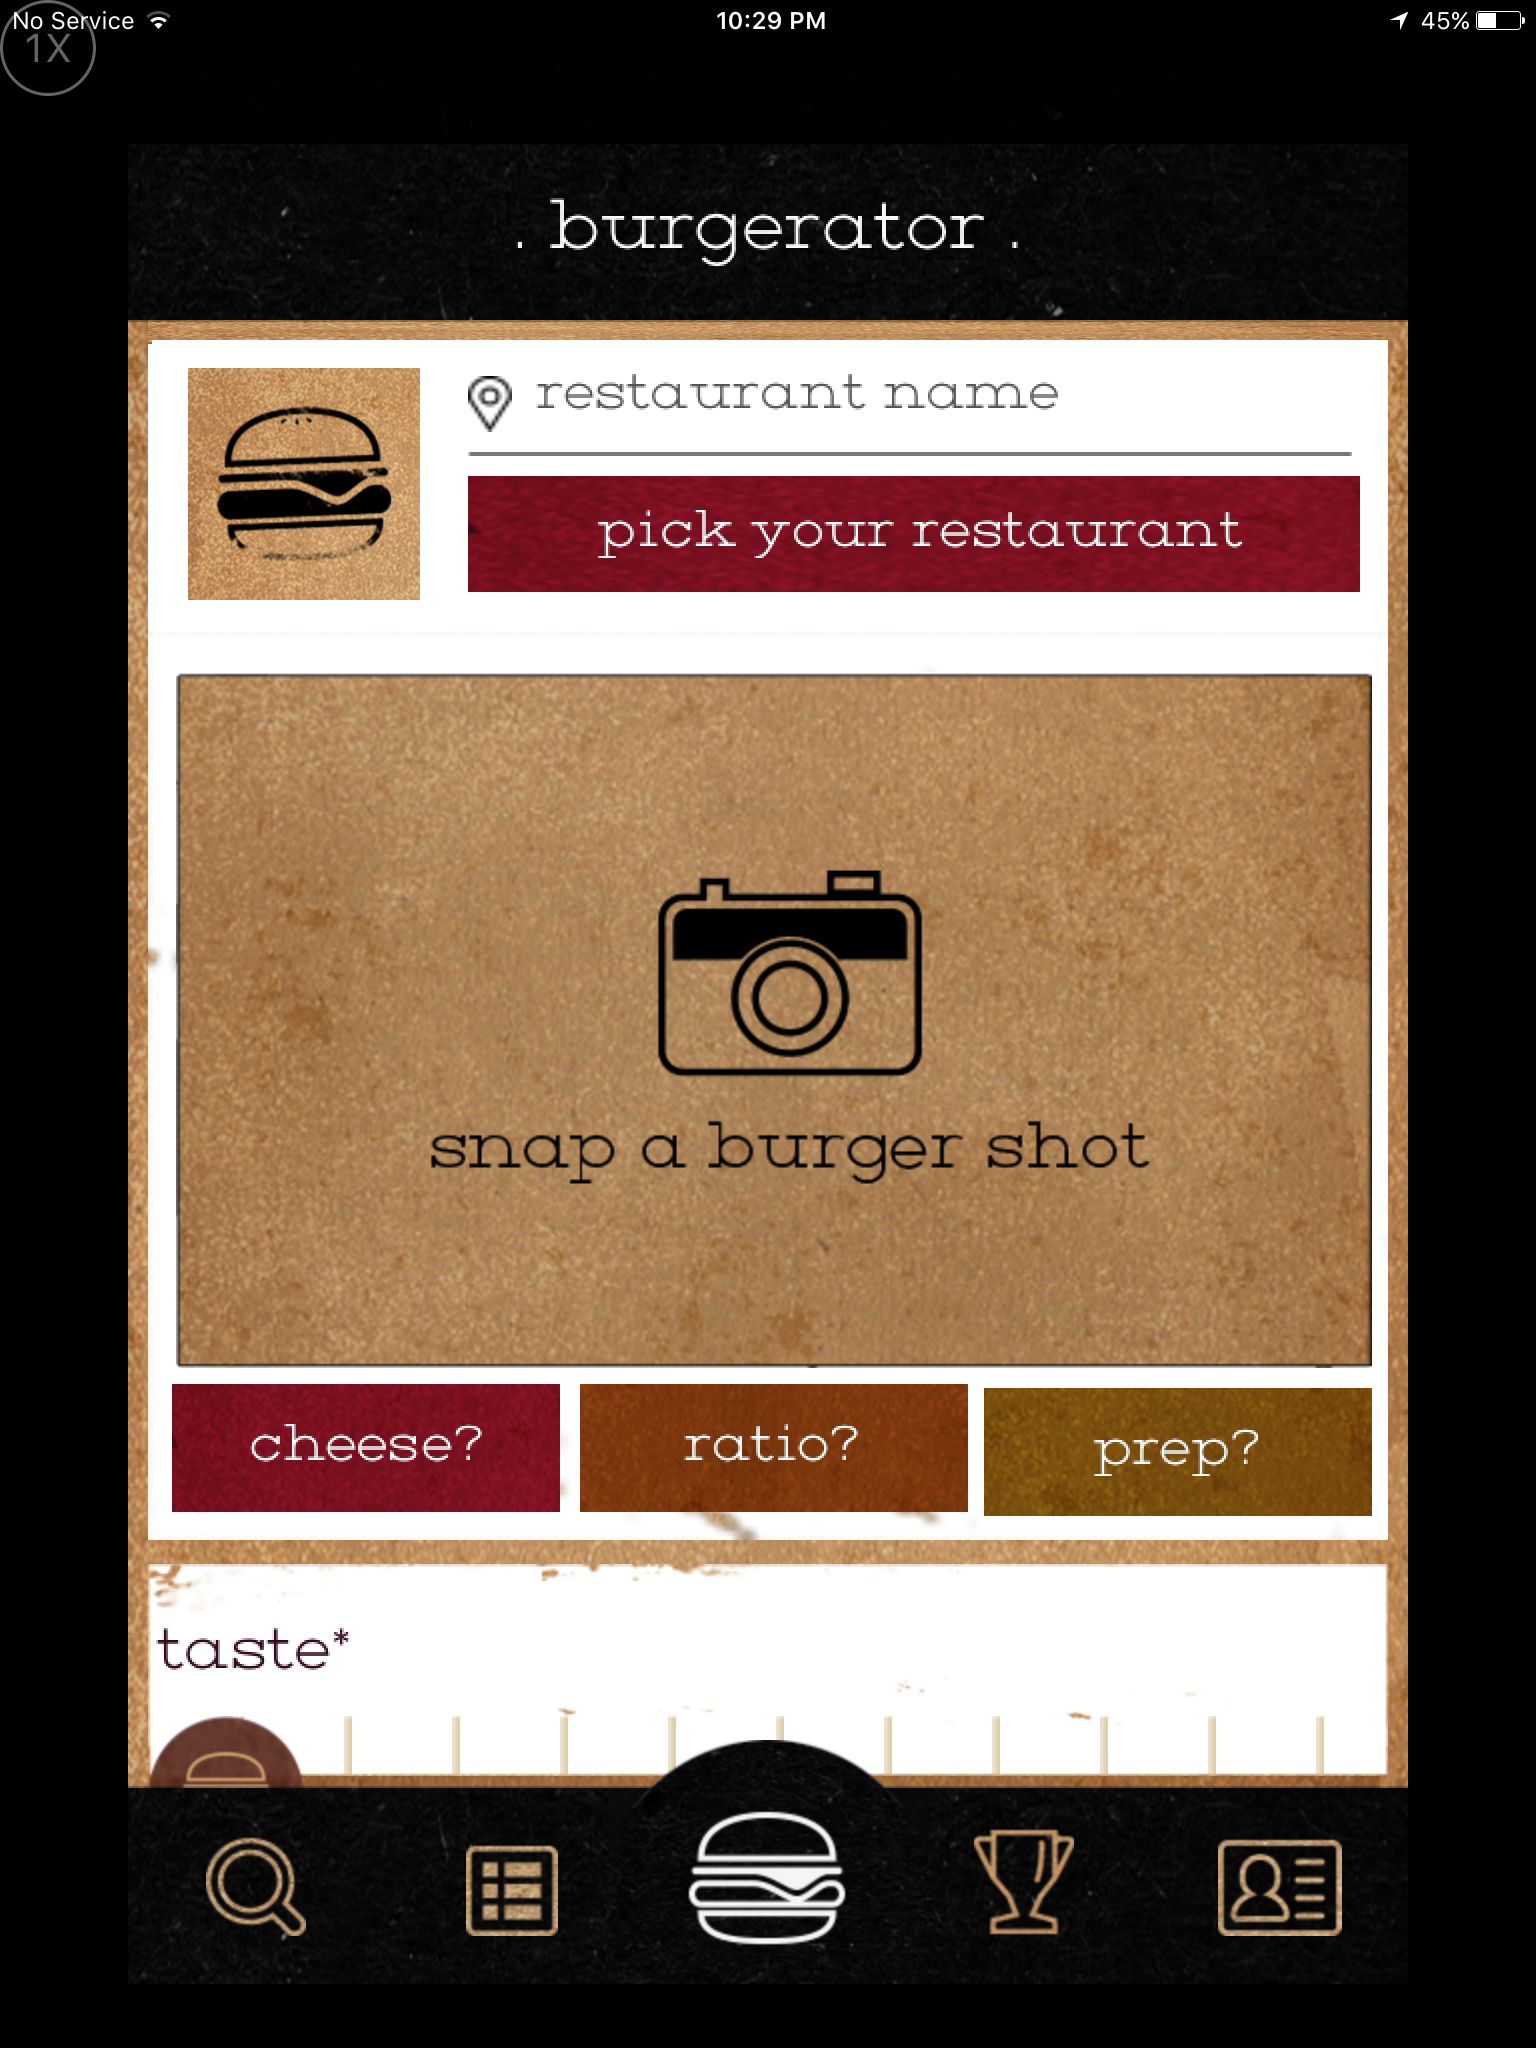 No Service 10:29 PM 45%
1X
. burgerator .
restaurant name
pick your restaurant
snap a burger shot
cheese? ratio? prep?
taste*